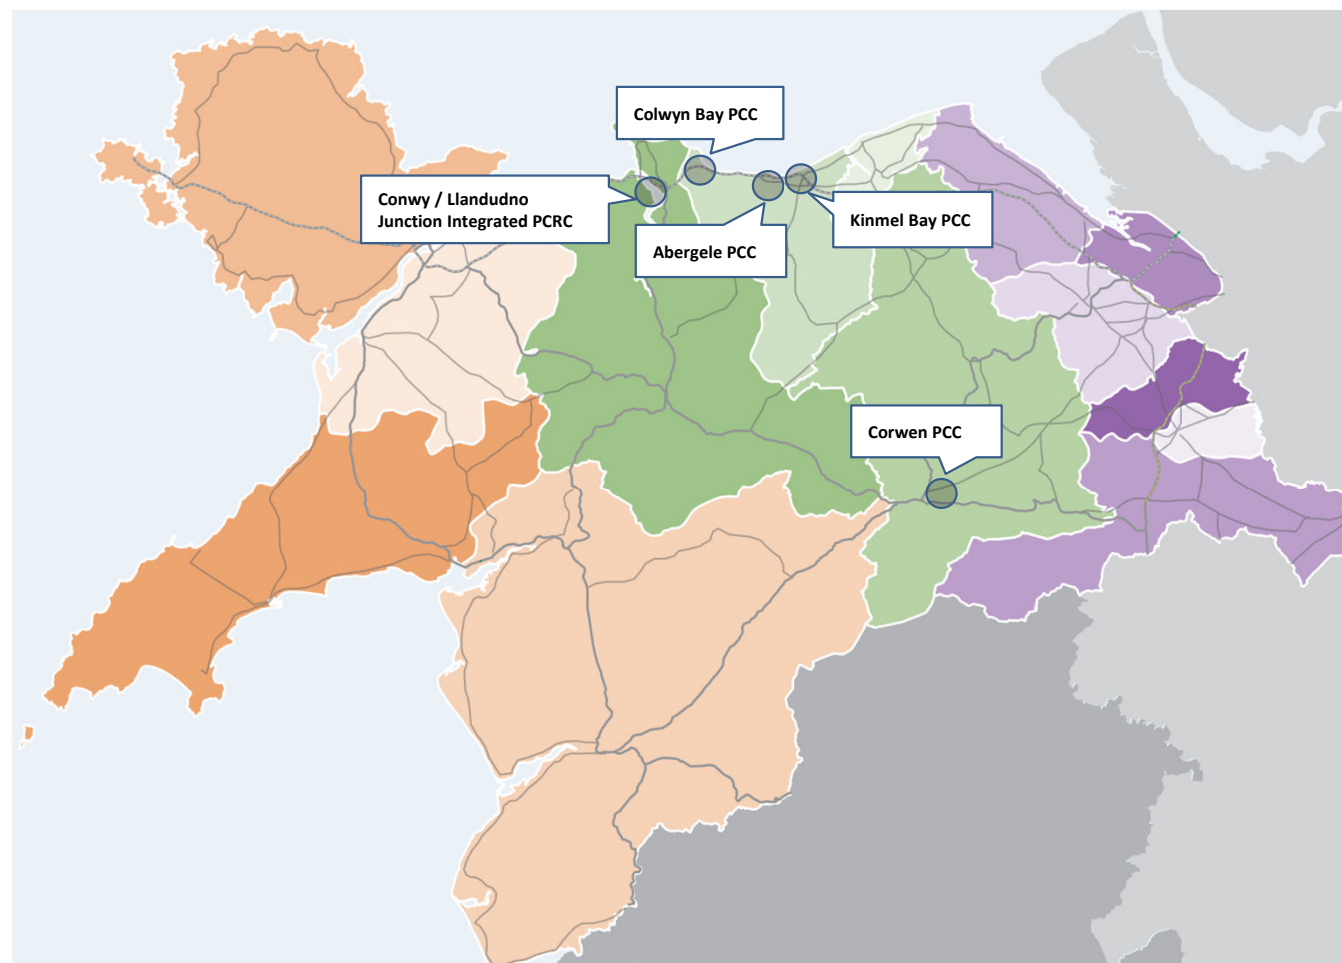 Colwyn Bay PCC
Conwy / Llandudno
Junction Integrated PCRC
Kinmel Bay PCC
Abergele PCC
Corwen PCC